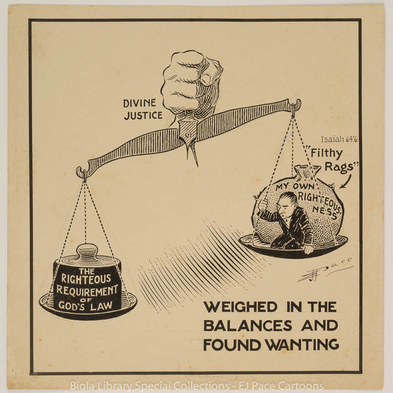 DIVINE
JUSTICE
Isaiah 64:6
"Filthy
Rags"
MY OWN
RIGHTEOUS
NESS
THE
RIGHTEOUS
REQUIREMENT
OF
GOD'S LAW
EJPace
WEIGHED IN THE
BALANCES AND
FOUND WANTING
Biola Library Special Collections - EJ Pace Cartoons